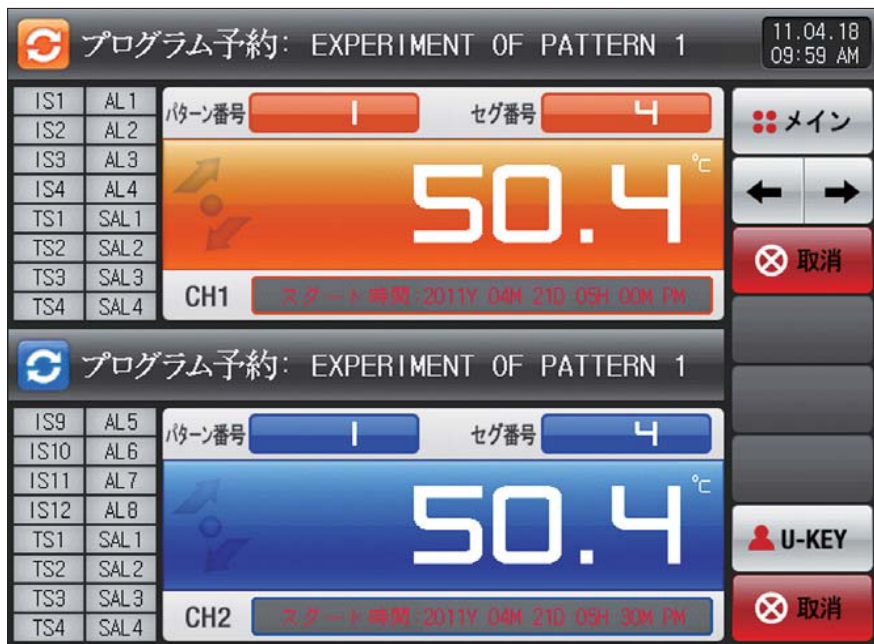 プログラム予約: EXPERIMENT OF PATTERN 1
11.04.18
09:59 AM
IS1 AL1
IS2 AL2
IS3 AL3
IS4 AL4
TS1 SAL1
TS2 SAL2
TS3 SAL3
TS4 SAL4
パターン番号 1 セグ番号 4
50.4 ℃
CH1 スタート時間:2011Y 04M 21D 05H 00M PM
メイン
← →
取消
プログラム予約: EXPERIMENT OF PATTERN 1
IS9 AL5
IS10 AL6
IS11 AL7
IS12 AL8
TS1 SAL1
TS2 SAL2
TS3 SAL3
TS4 SAL4
パターン番号 1 セグ番号 4
50.4 ℃
CH2 スタート時間:2011Y 04M 21D 05H 30M PM
U-KEY
取消